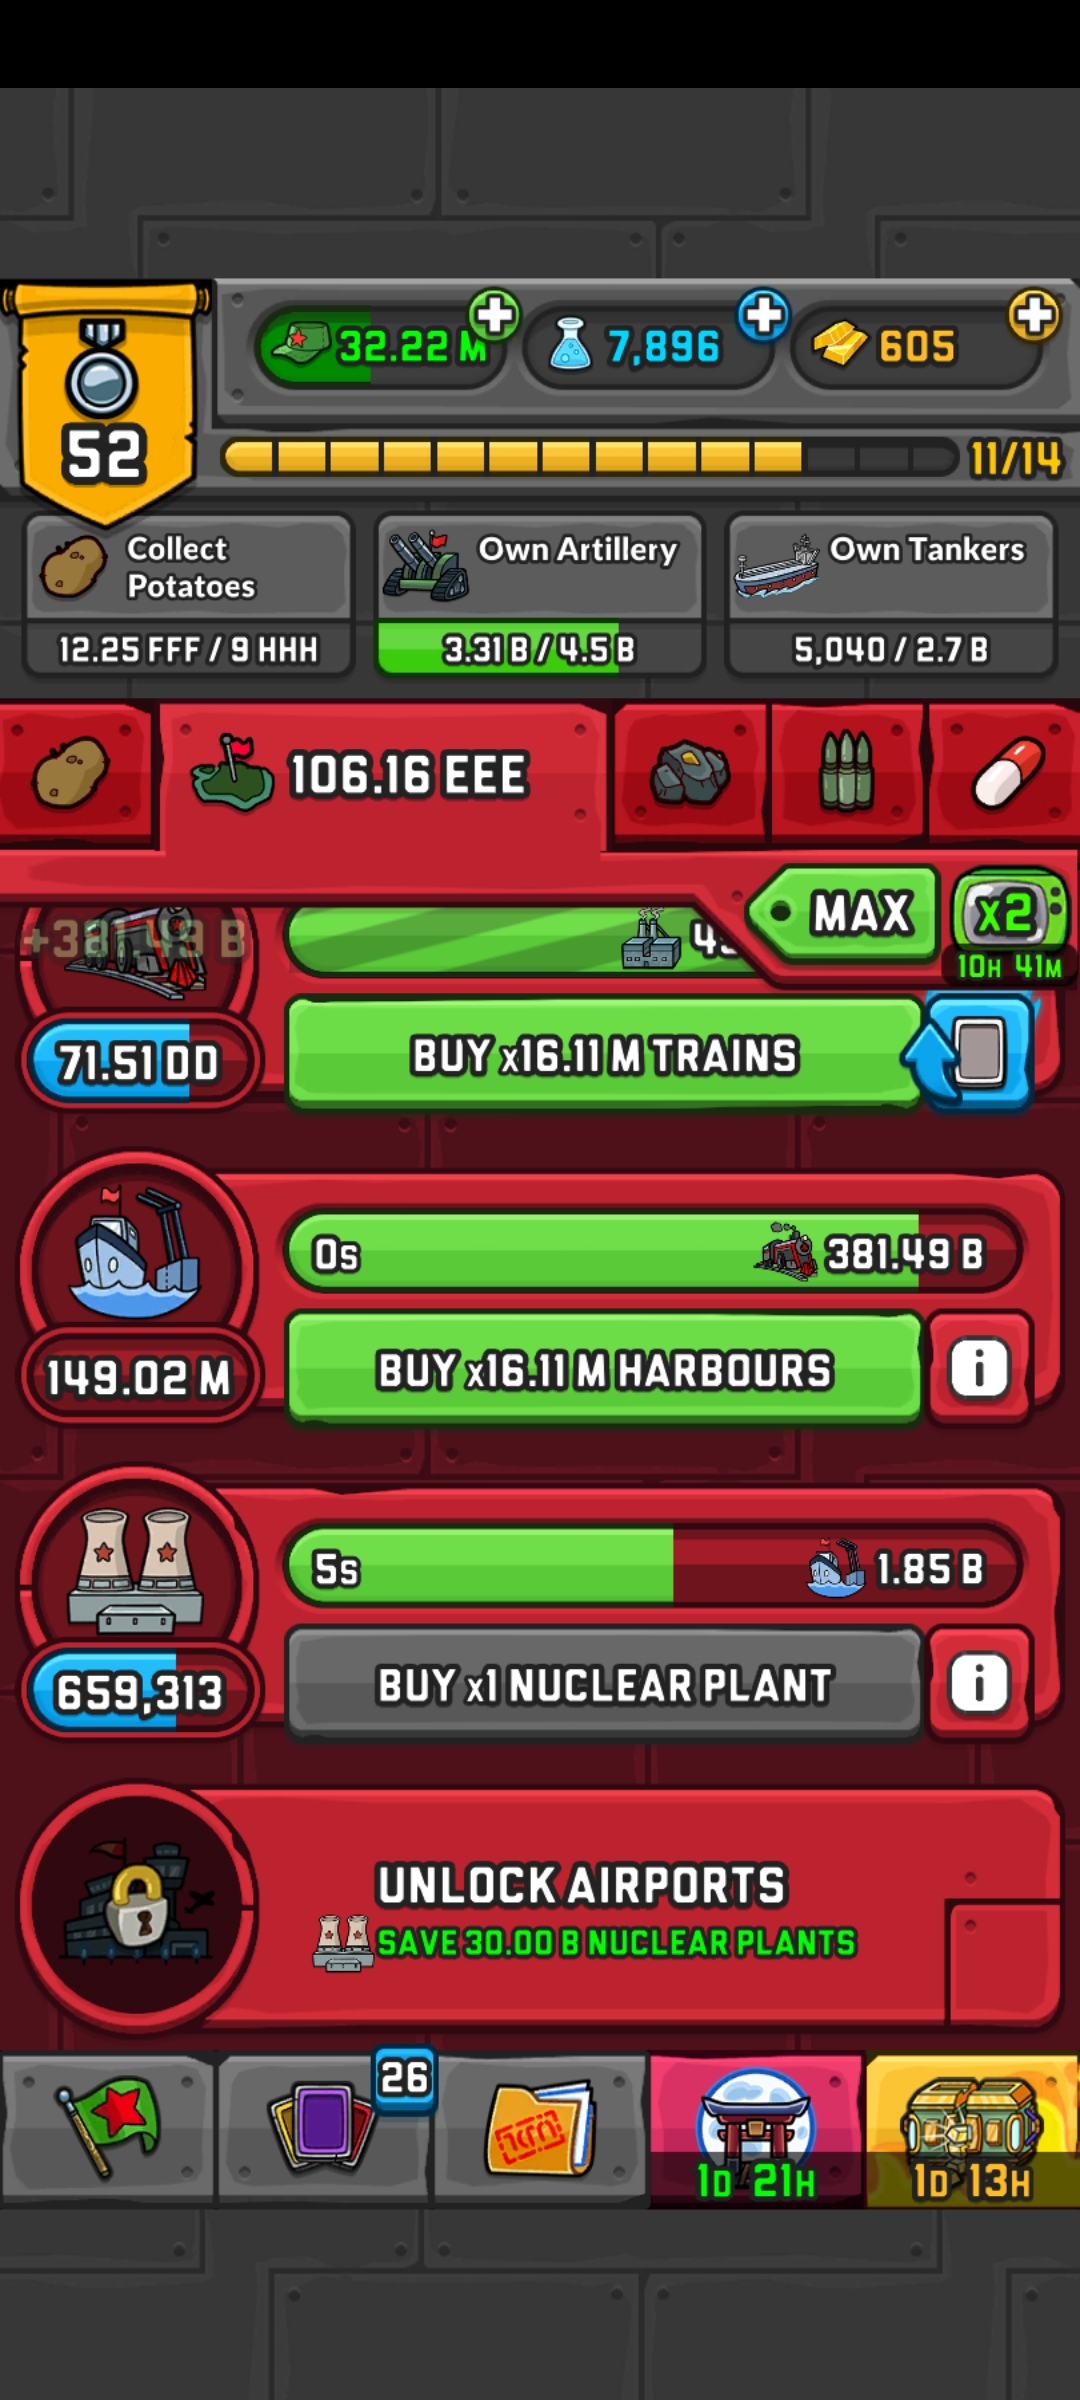 32.22 M
7,896
605
52
11/14
Collect
Potatoes
Own Artillery
Own Tankers
12.25 FFF / 9 HHH
3.31 B / 4.5 B
5,040 / 2.7 B
106.16 EEE
MAX
x2
10H 41M
+381.49 B
71.51 DD
BUY x16.11 M TRAINS
0s
381.49 B
149.02 M
BUY x16.11 M HARBOURS
i
5s
1.85 B
659,313
BUY x1 NUCLEAR PLANT
i
UNLOCK AIRPORTS
SAVE 30.00 B NUCLEAR PLANTS
26
1D 21H
1D 13H